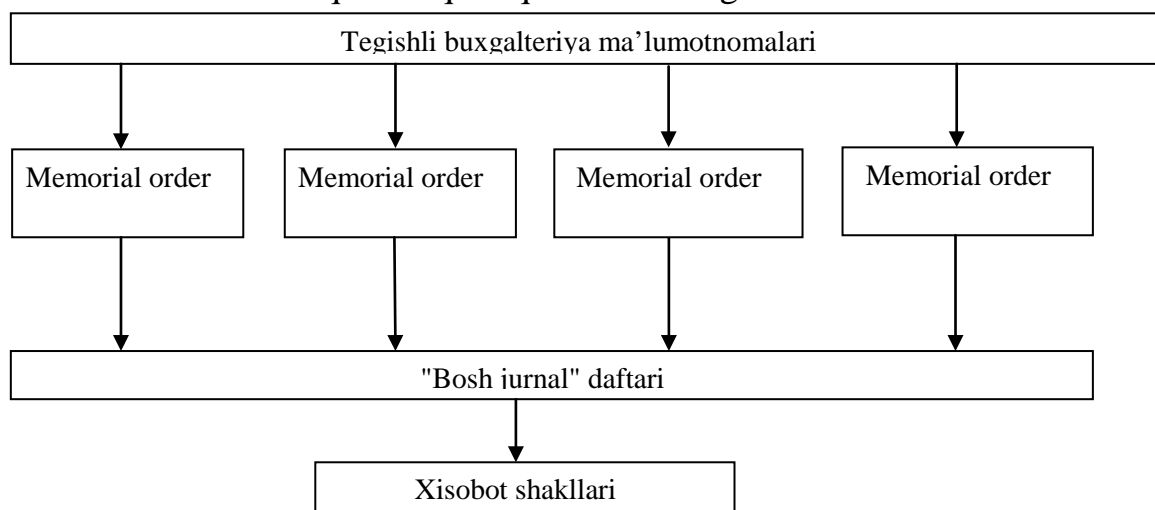 Tegishli buxgalteriya ma’lumotnomalari
Memorial order
Memorial order
Memorial order
Memorial order
"Bosh jurnal" daftari
Xisobot shakllari